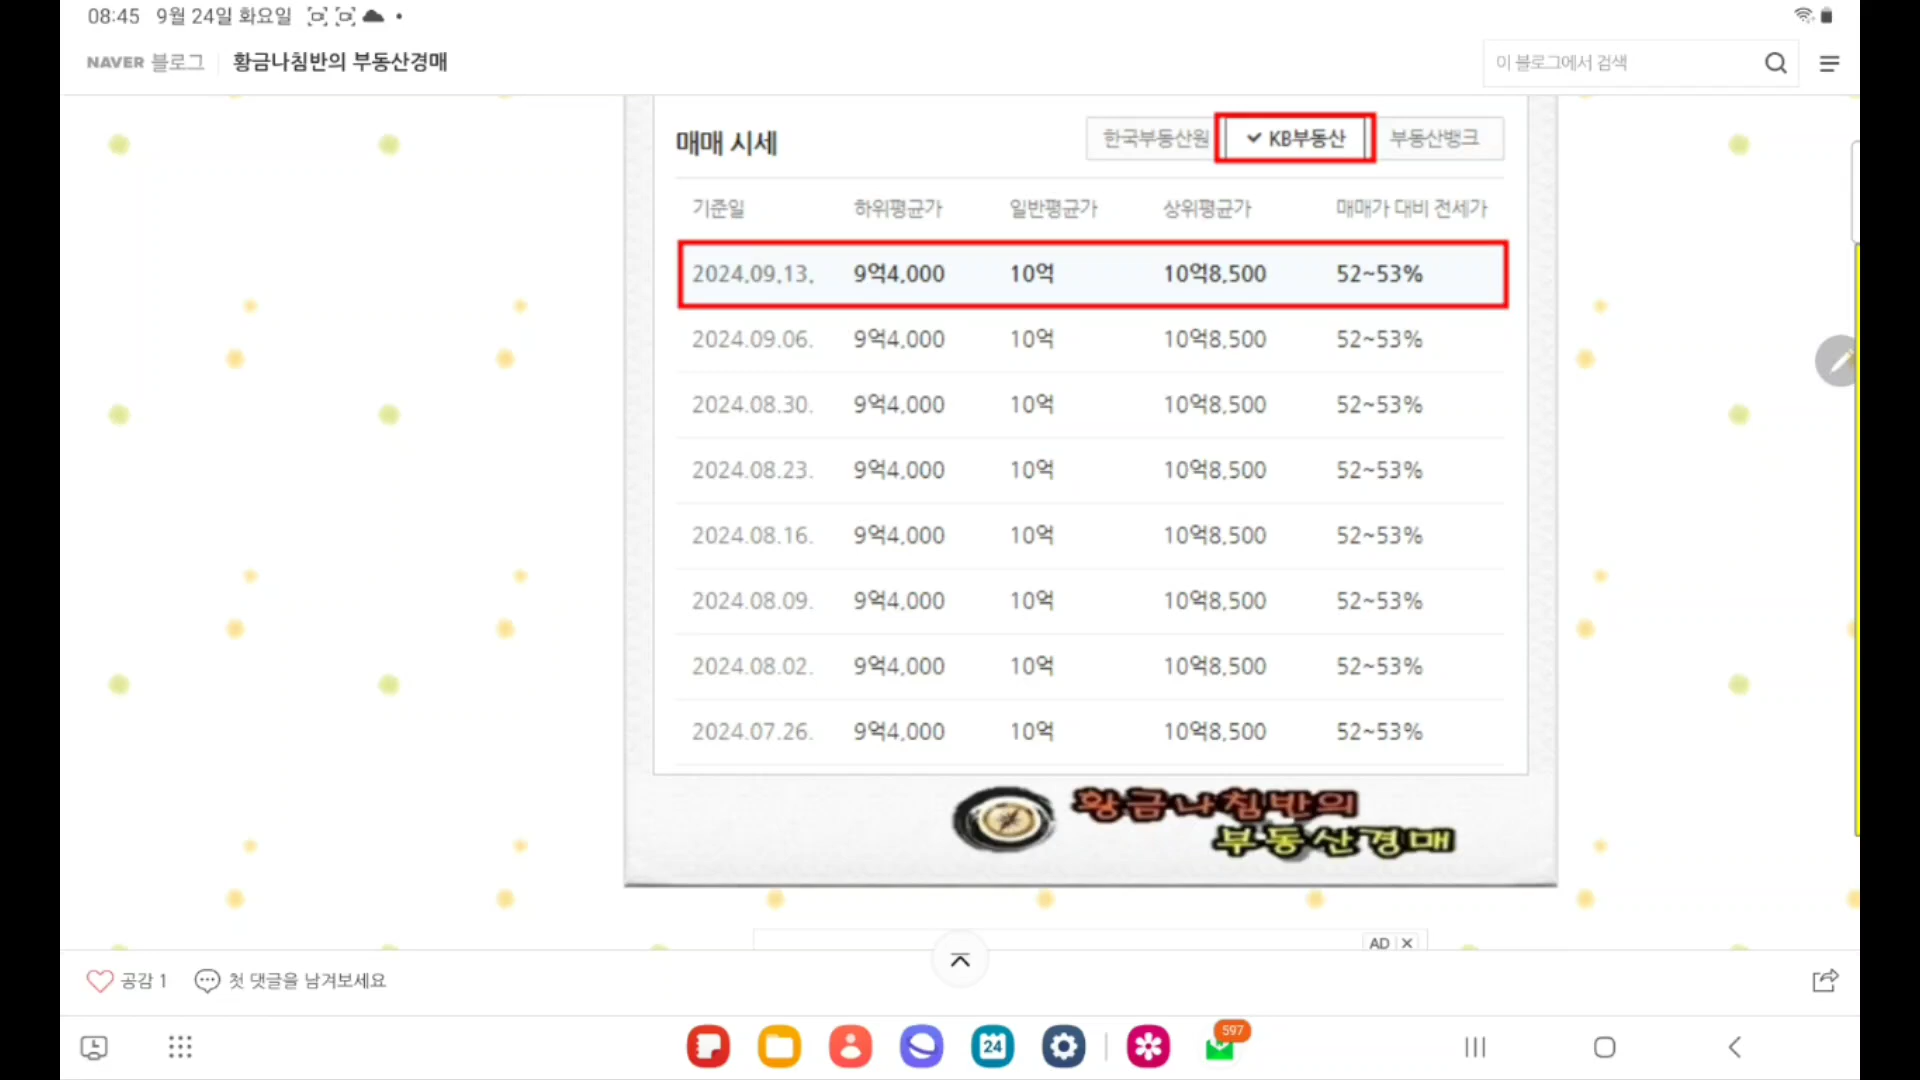 08:45 9월 24일 화요일
NAVER 블로그 황금나침반의 부동산경매
이 블로그에서 검색
매매 시세 한국부동산원 KB부동산 부동산뱅크
기준일 하위평균가 일반평균가 상위평균가 매매가 대비 전세가
2024.09.13. 9억4,000 10억 10억8,500 52~53%
2024.09.06. 9억4,000 10억 10억8,500 52~53%
2024.08.30. 9억4,000 10억 10억8,500 52~53%
2024.08.23. 9억4,000 10억 10억8,500 52~53%
2024.08.16. 9억4,000 10억 10억8,500 52~53%
2024.08.09. 9억4,000 10억 10억8,500 52~53%
2024.08.02. 9억4,000 10억 10억8,500 52~53%
2024.07.26. 9억4,000 10억 10억8,500 52~53%
황금나침반의
부동산경매
AD
공감 1 첫 댓글을 남겨보세요
24
597